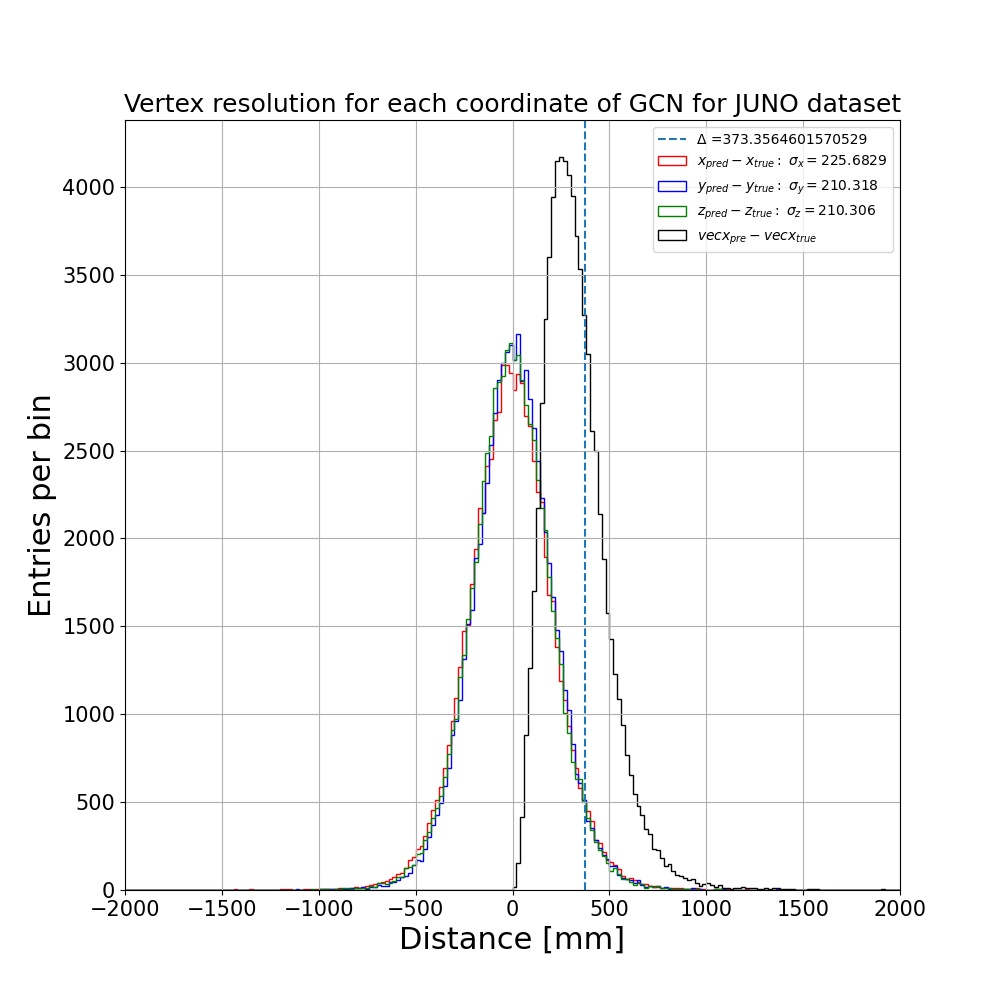 Vertex resolution for each coordinate of GCN for JUNO dataset
Δ =373.3564601570529
x_pred − x_true : σ_x = 225.6829
y_pred − y_true : σ_y = 210.318
z_pred − z_true : σ_z = 210.306
vecx_pre − vecx_true
Entries per bin
4000
3500
3000
2500
2000
1500
1000
500
0
−2000 −1500 −1000 −500 0 500 1000 1500 2000
Distance [mm]